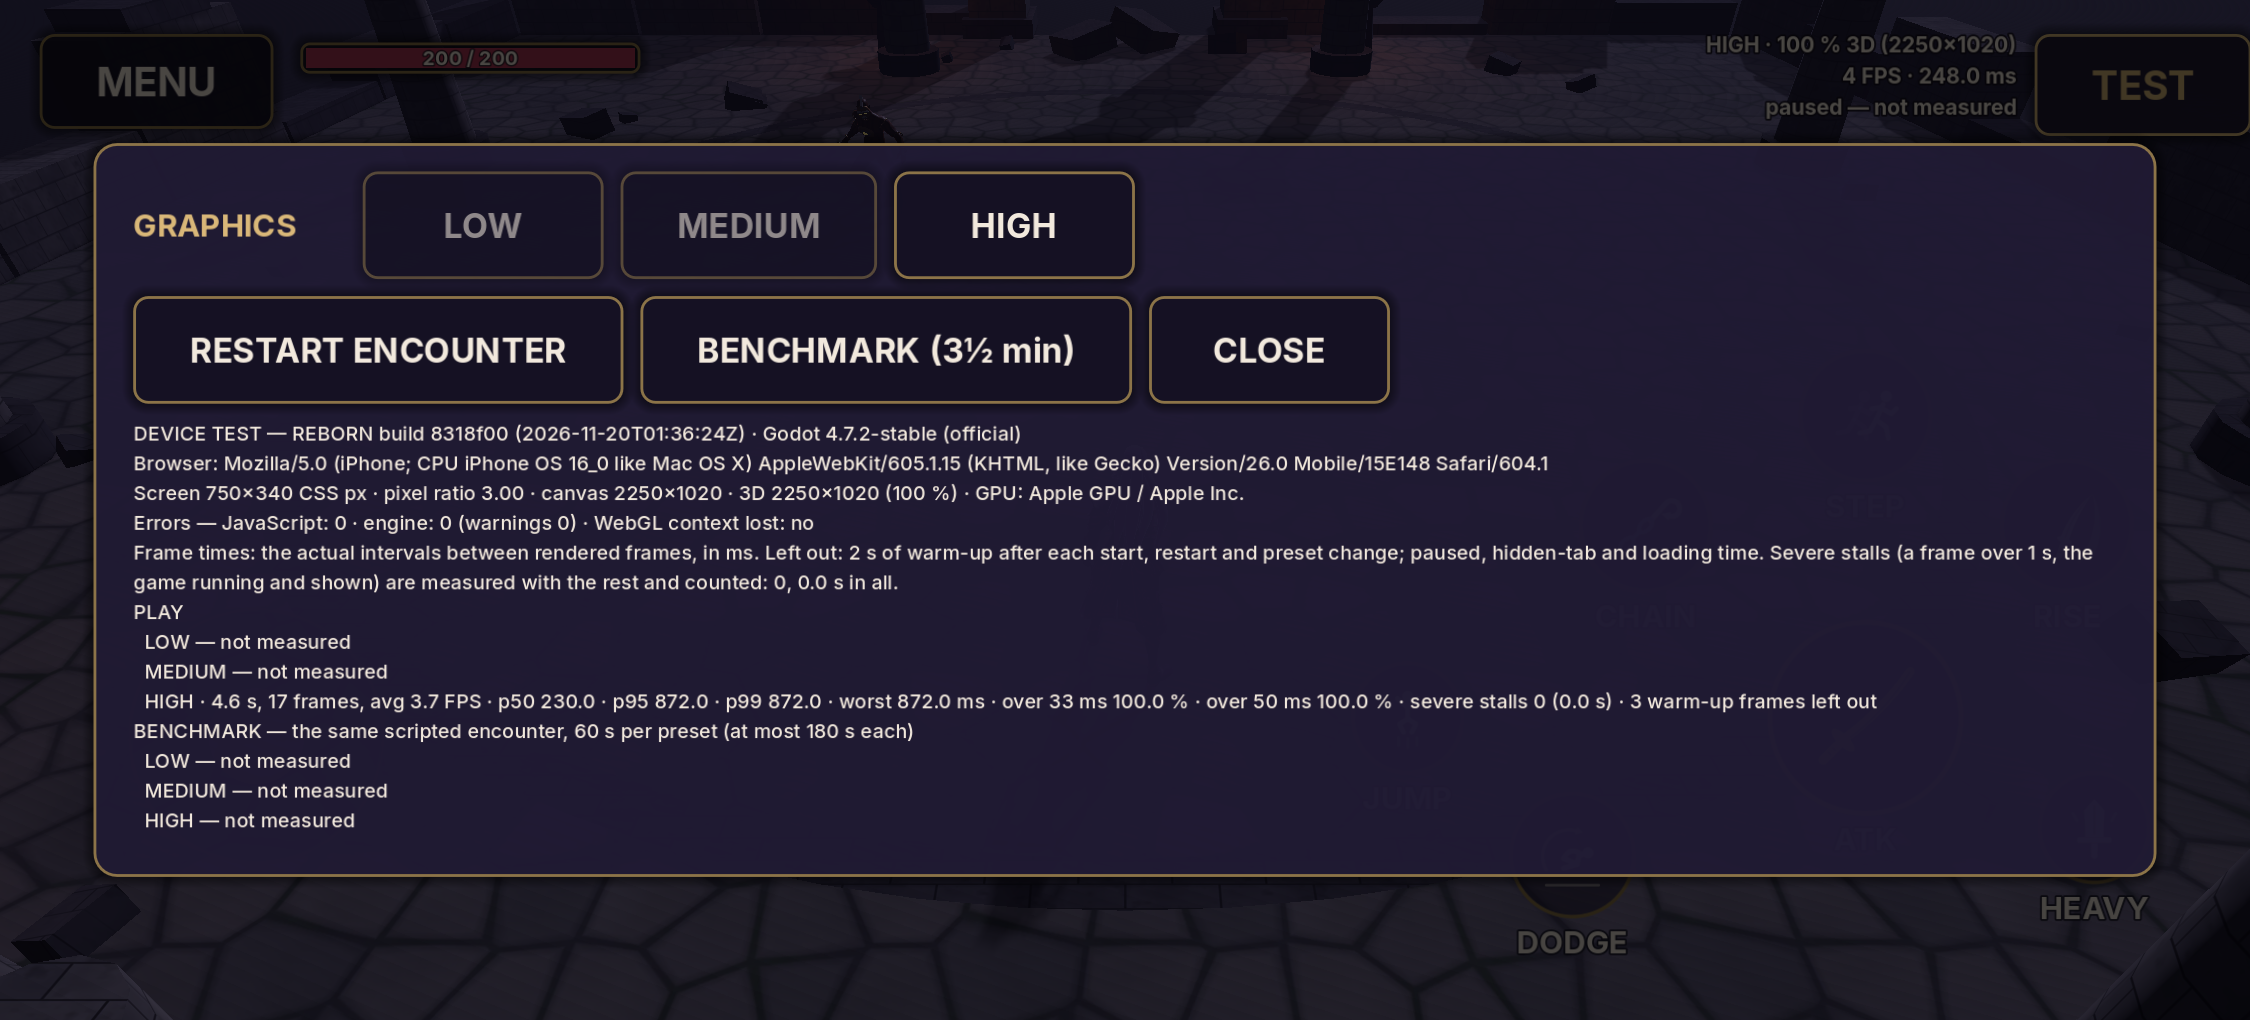 MENU
200 / 200
HIGH · 100 % 3D (2250×1020)
4 FPS · 248.0 ms
paused — not measured
TEST
GRAPHICS
LOW
MEDIUM
HIGH
RESTART ENCOUNTER
BENCHMARK (3½ min)
CLOSE
DEVICE TEST — REBORN build 8318f00 (2026-11-20T01:36:24Z) · Godot 4.7.2-stable (official)
Browser: Mozilla/5.0 (iPhone; CPU iPhone OS 16_0 like Mac OS X) AppleWebKit/605.1.15 (KHTML, like Gecko) Version/26.0 Mobile/15E148 Safari/604.1
Screen 750×340 CSS px · pixel ratio 3.00 · canvas 2250×1020 · 3D 2250×1020 (100 %) · GPU: Apple GPU / Apple Inc.
Errors — JavaScript: 0 · engine: 0 (warnings 0) · WebGL context lost: no
Frame times: the actual intervals between rendered frames, in ms. Left out: 2 s of warm-up after each start, restart and preset change; paused, hidden-tab and loading time. Severe stalls (a frame over 1 s, the
game running and shown) are measured with the rest and counted: 0, 0.0 s in all.
PLAY
LOW — not measured
MEDIUM — not measured
HIGH · 4.6 s, 17 frames, avg 3.7 FPS · p50 230.0 · p95 872.0 · p99 872.0 · worst 872.0 ms · over 33 ms 100.0 % · over 50 ms 100.0 % · severe stalls 0 (0.0 s) · 3 warm-up frames left out
BENCHMARK — the same scripted encounter, 60 s per preset (at most 180 s each)
LOW — not measured
MEDIUM — not measured
HIGH — not measured
STEP
CHAIN
RISE
JUMP
ATK
DODGE
HEAVY